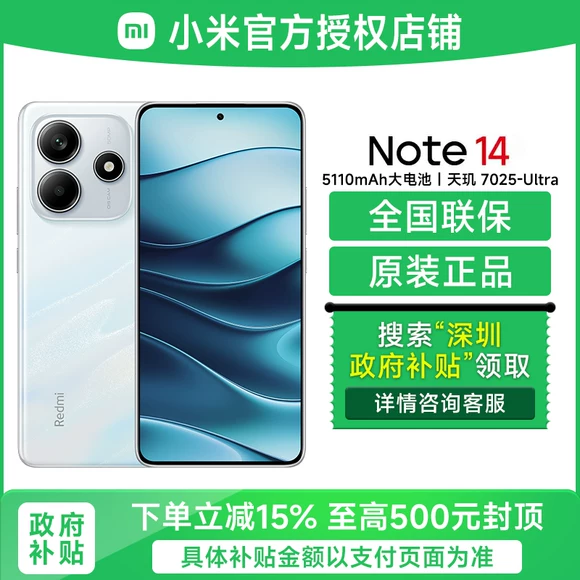 小米官方授权店铺
Note 14
5110mAh大电池丨天玑 7025-Ultra
全国联保
原装正品
搜索“深圳
政府补贴”领取
详情咨询客服
Redmi
政府
补贴
下单立减15% 至高500元封顶
具体补贴金额以支付页面为准